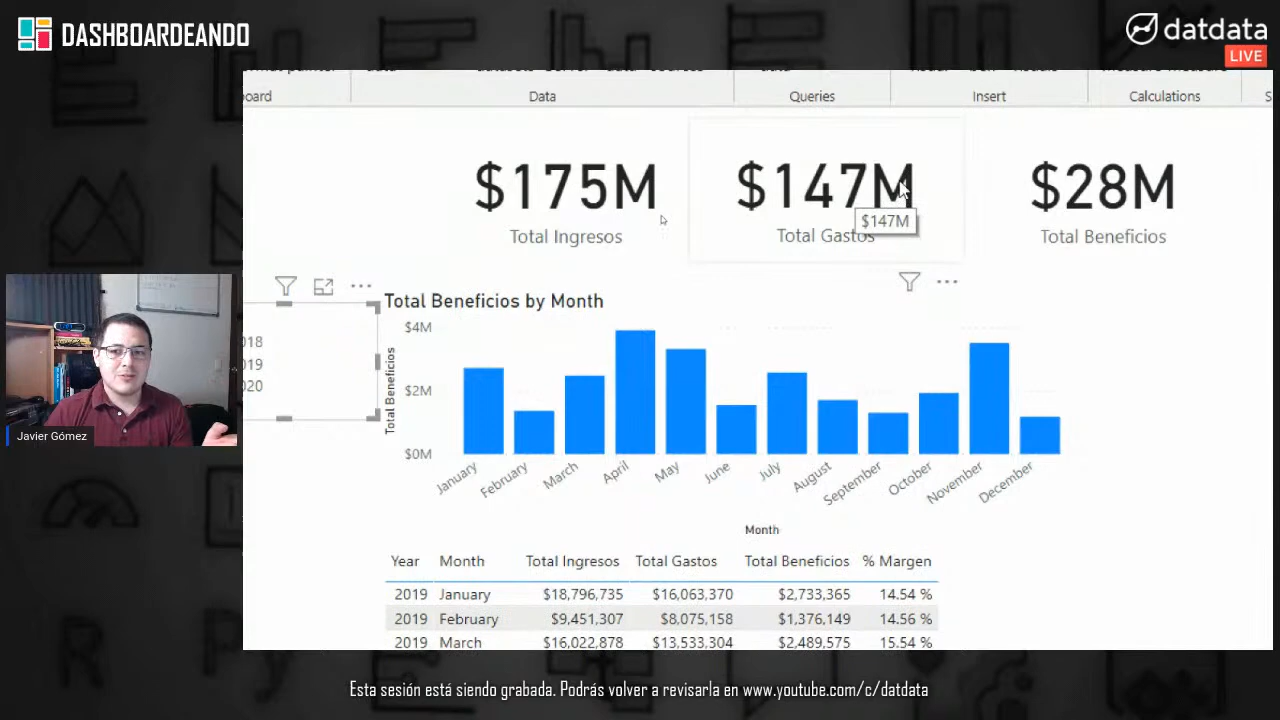 DASHBOARDEANDO
datdata
LIVE
oard
Data
Queries
Insert
Calculations
S
$175M
Total Ingresos
$147M
$147M
Total Gastos
$28M
Total Beneficios
018
019
020
Total Beneficios by Month
Total Beneficios
$4M
$2M
$0M
January
February
March
April
May
June
July
August
September
October
November
December
Month
Year Month Total Ingresos Total Gastos Total Beneficios % Margen
2019 January $18,796,735 $16,063,370 $2,733,365 14.54 %
2019 February $9,451,307 $8,075,158 $1,376,149 14.56 %
2019 March $16,022,878 $13,533,304 $2,489,575 15.54 %
Javier Gómez
Esta sesión está siendo grabada. Podrás volver a revisarla en www.youtube.com/c/datdata